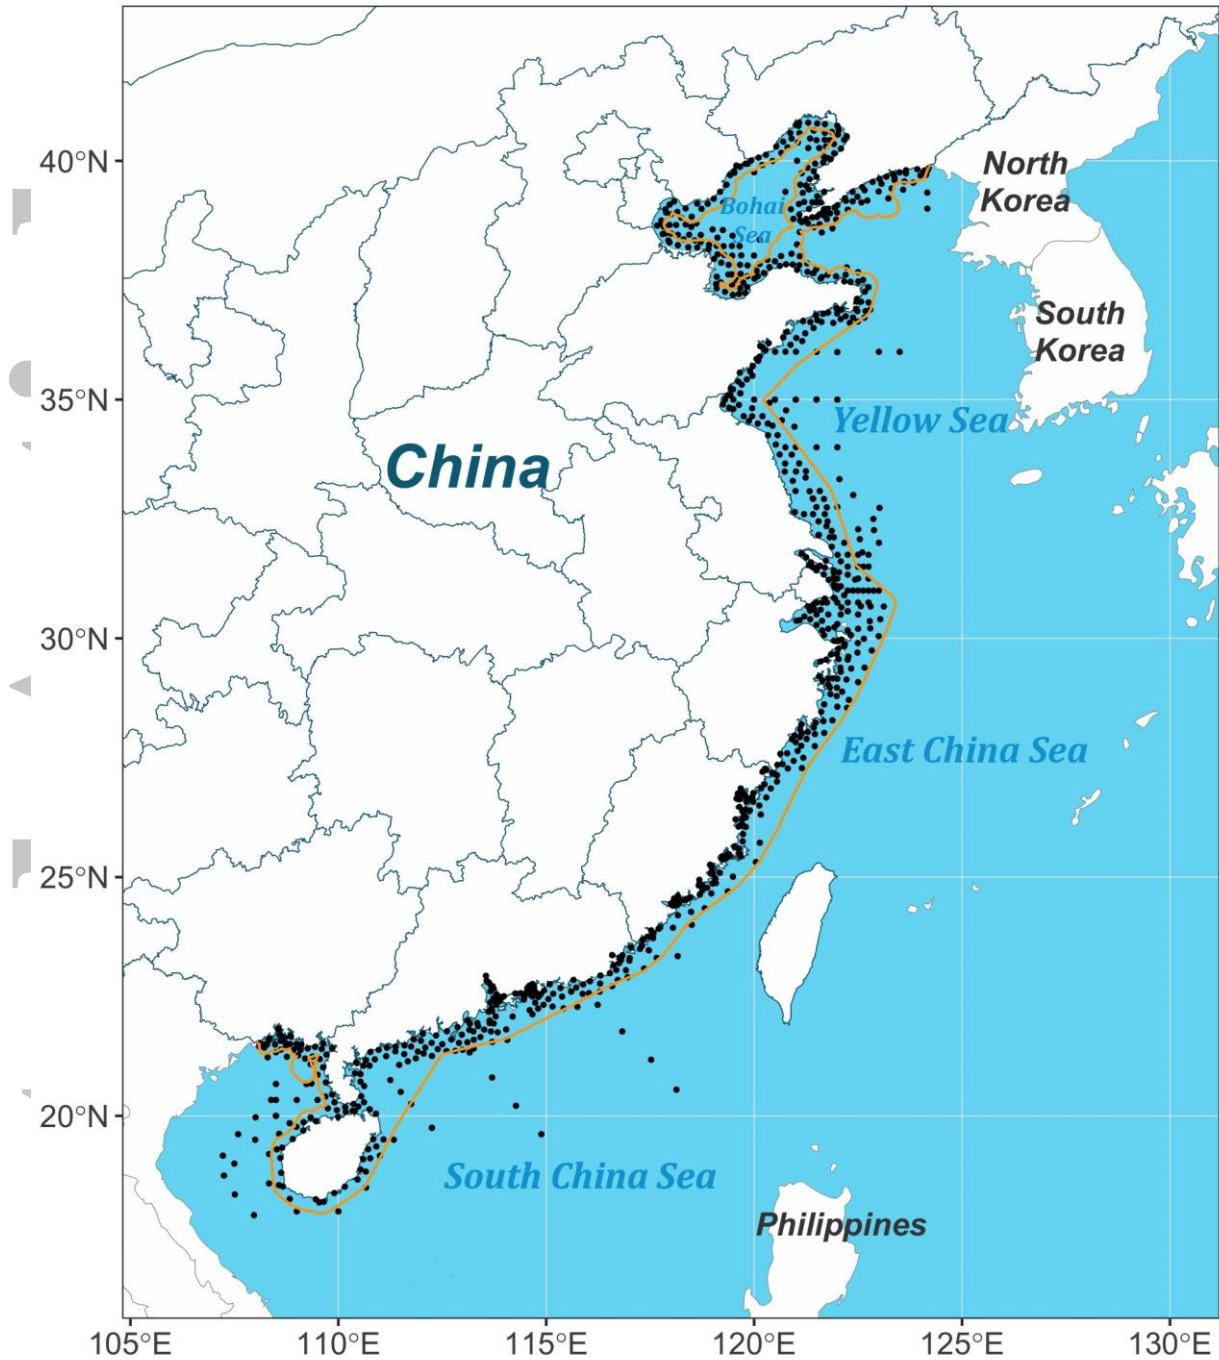 40°N
North
Korea
Bohai
Sea
South
Korea
35°N
Yellow Sea
China
30°N
East China Sea
25°N
20°N
South China Sea
Philippines
105°E
110°E
115°E
120°E
125°E
130°E